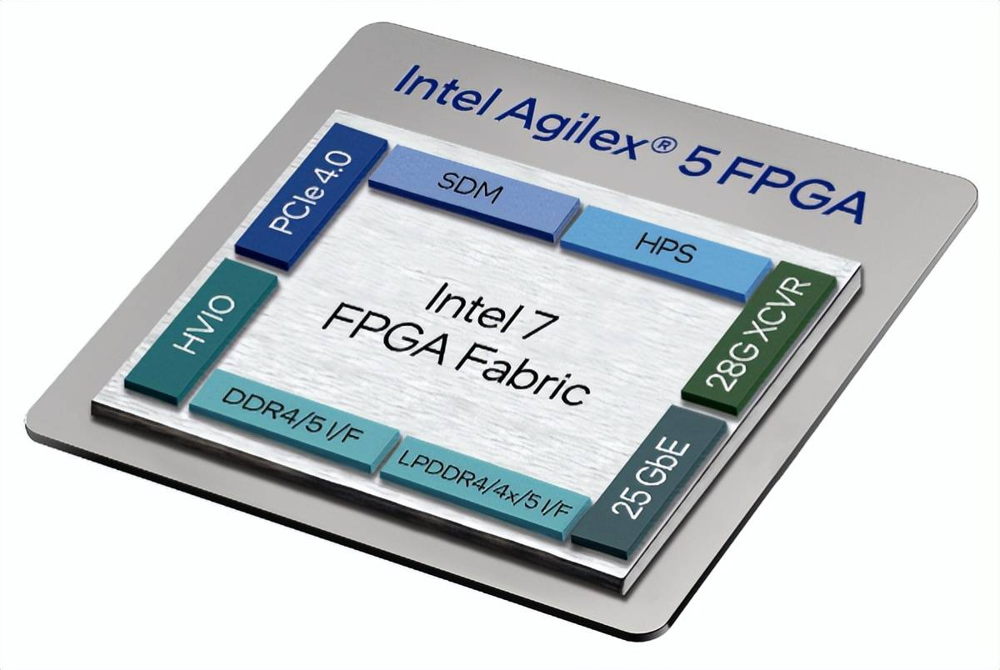 Intel Agilex® 5 FPGA
PCIe 4.0
SDM
HPS
HVIO
Intel 7
FPGA Fabric
28G XCVR
DDR4/5 I/F
LPDDR4/4x/5 I/F
25 GbE